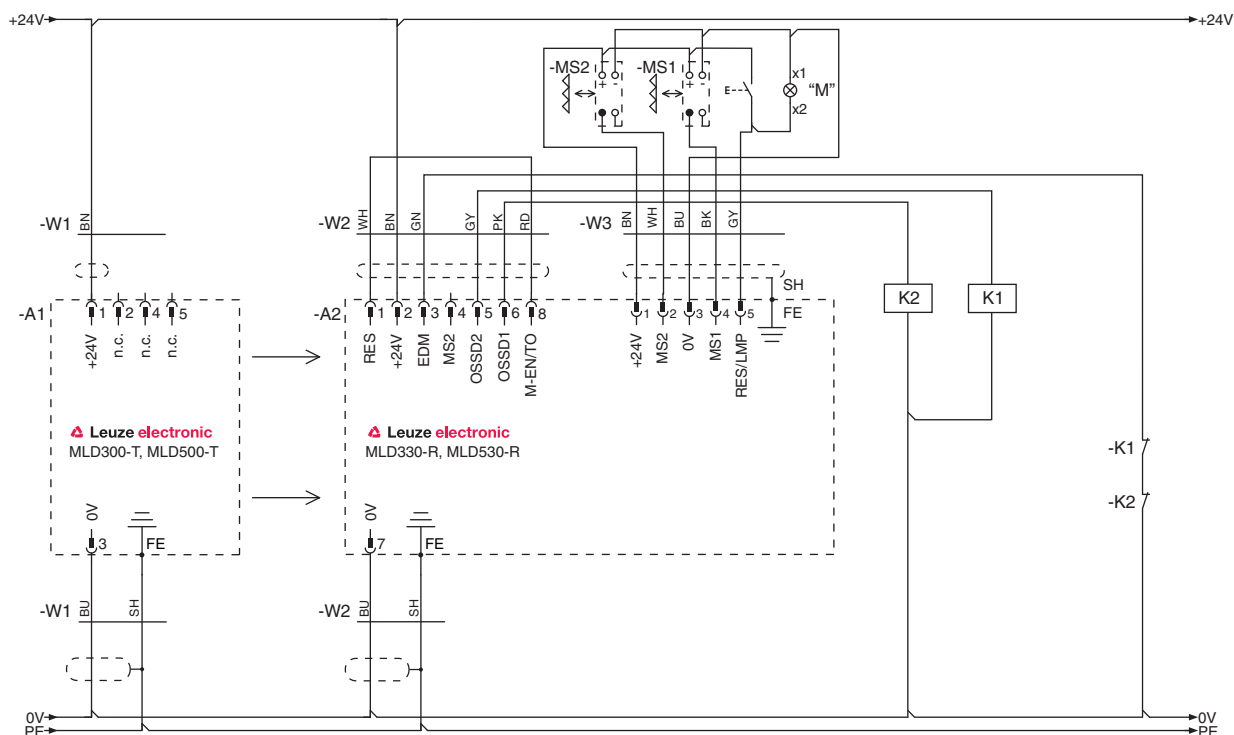 +24V
+24V
-MS2
+
-
-MS1
+
-
E
x1
"M"
x2
-W1
BN
-W2
WH
BN
GN
GY
PK
RD
-W3
BN
WH
BU
BK
GY
SH
FE
-A1
1
2
4
5
+24V
n.c.
n.c.
n.c.
-A2
1
2
3
4
5
6
8
RES
+24V
EDM
MS2
OSSD2
OSSD1
M-EN/TO
1
2
3
4
5
+24V
MS2
0V
MS1
RES/LMP
K2
K1
Leuze electronic
MLD300-T, MLD500-T
Leuze electronic
MLD330-R, MLD530-R
-K1
-K2
0V
3
FE
0V
7
FE
-W1
BU
SH
-W2
BU
SH
0V
0V
PE
PE